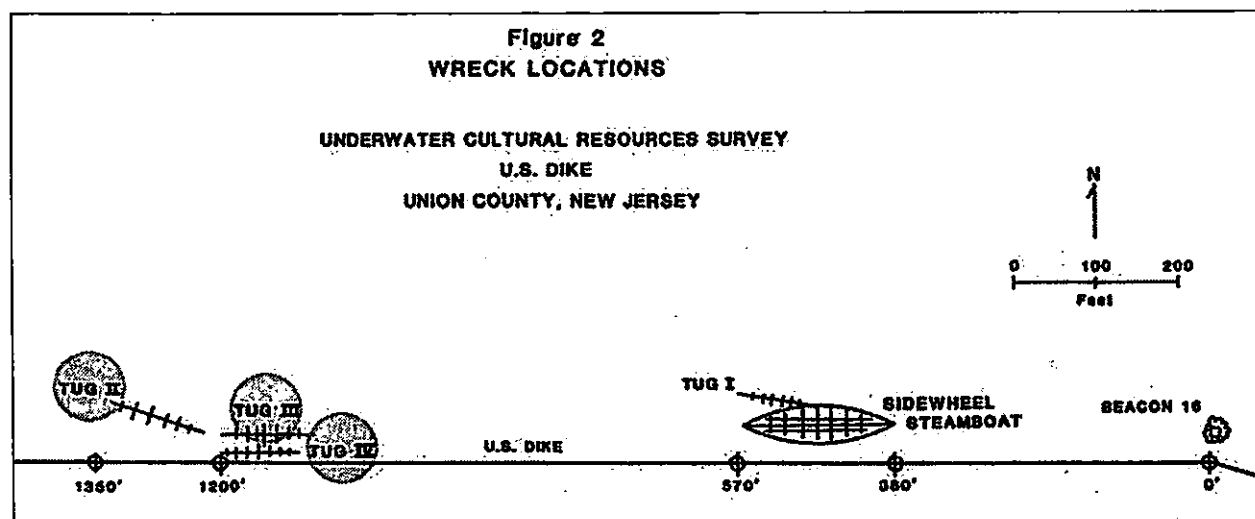 Figure 2
WRECK LOCATIONS
UNDERWATER CULTURAL RESOURCES SURVEY
U.S. DIKE
UNION COUNTY, NEW JERSEY
N
0 100 200
Feet
TUG II
TUG III
TUG IV
TUG I
SIDEWHEEL
STEAMBOAT
BEACON 16
U.S. DIKE
1350' 1200' 570' 380' 0'